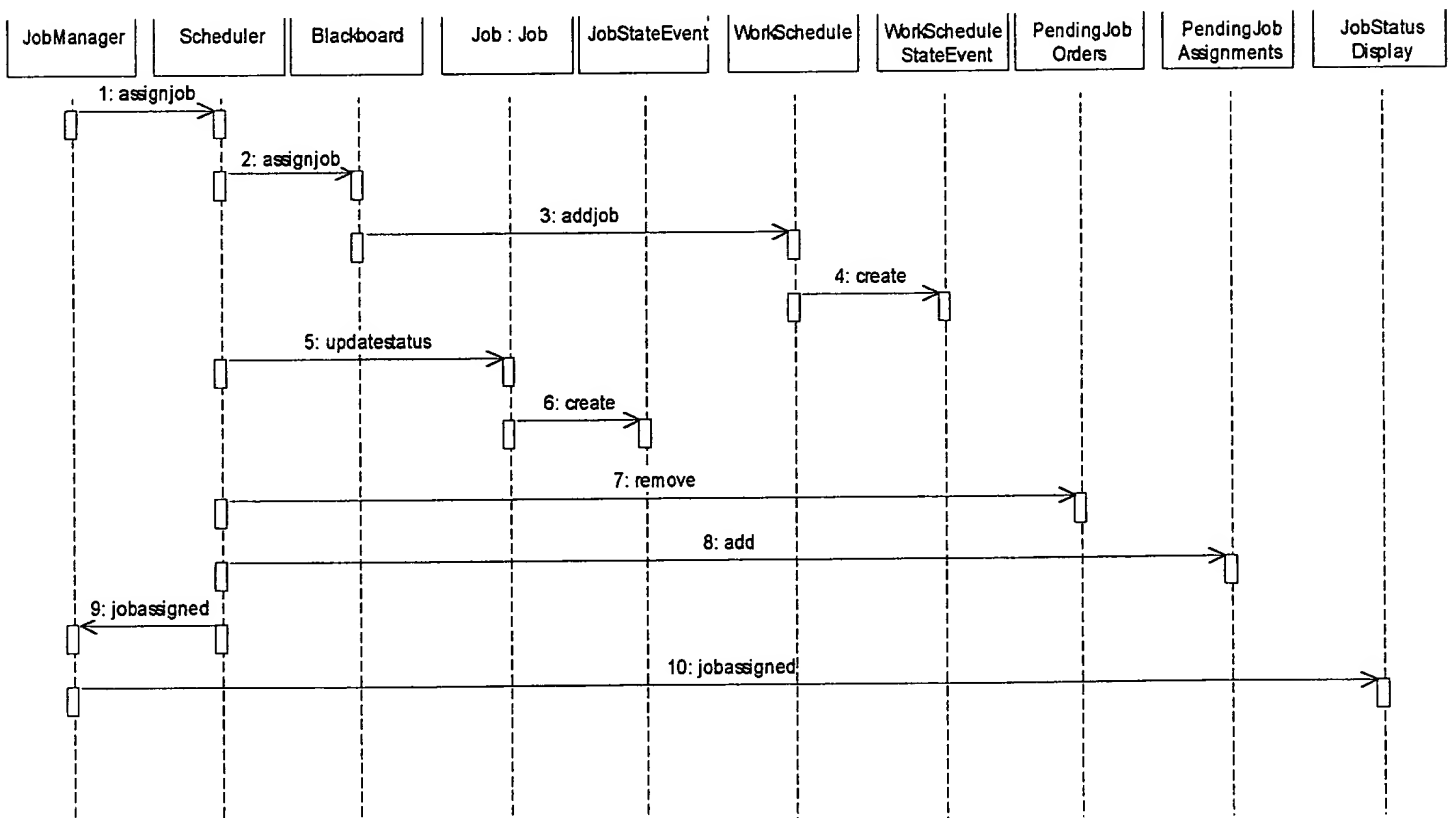 JobManager
Scheduler
Blackboard
Job : Job
JobStateEvent
WorkSchedule
WorkSchedule
StateEvent
PendingJob
Orders
PendingJob
Assignments
JobStatus
Display
1: assignjob
2: assignjob
3: addjob
4: create
5: updatestatus
6: create
7: remove
8: add
9: jobassigned
10: jobassigned